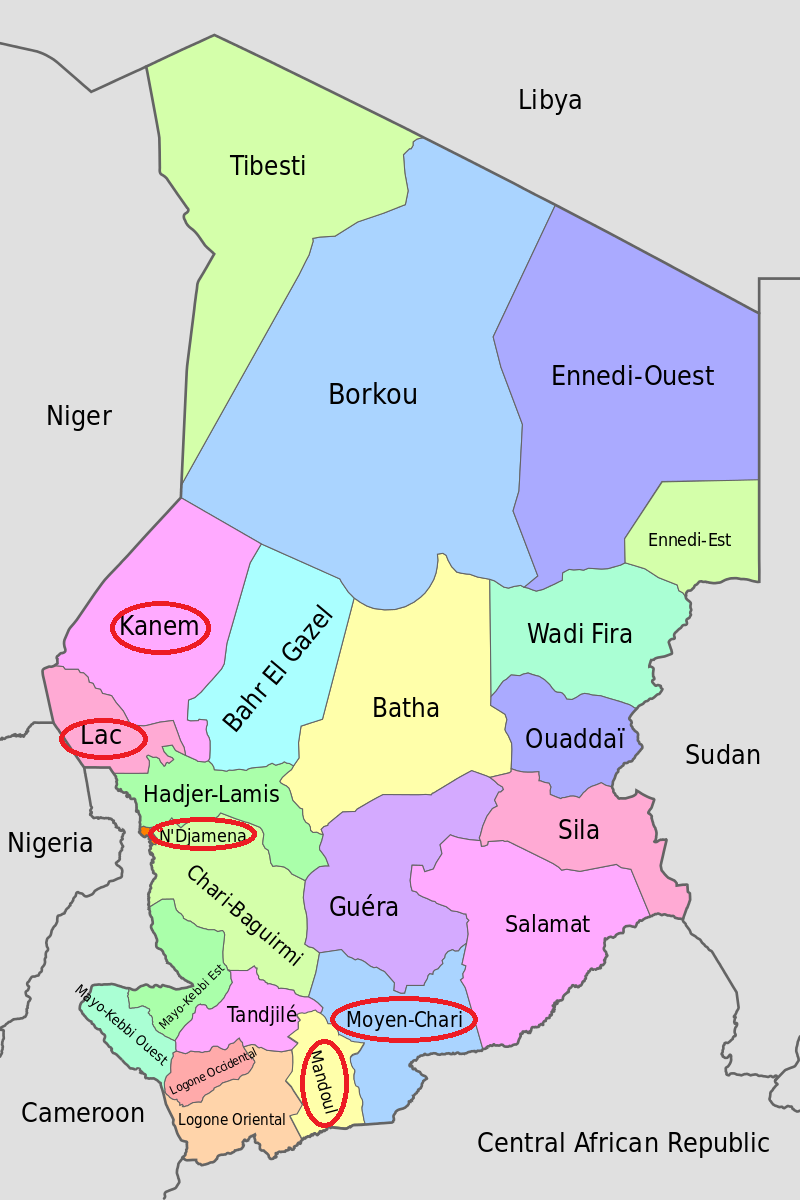 Libya
Tibesti
Ennedi-Ouest
Borkou
Niger
Ennedi-Est
Kanem
Wadi Fira
Bahr El Gazel
Batha
Lac
Ouaddaï
Sudan
Hadjer-Lamis
Sila
N'Djamena
Nigeria
Guéra
Chari-Baguirmi
Salamat
Mayo-Kebbi Est
Tandjilé
Moyen-Chari
Mayo-Kebbi Ouest
Logone Occidental
Mandoul
Cameroon
Logone Oriental
Central African Republic